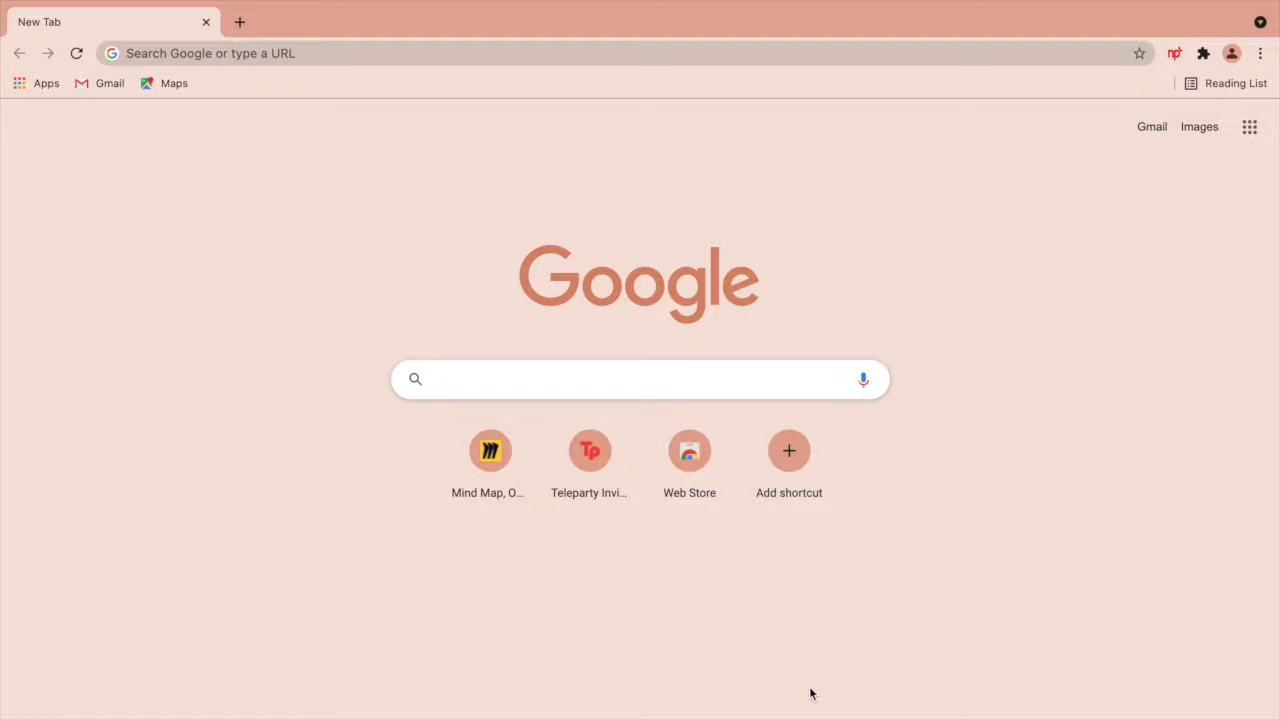 New Tab
Search Google or type a URL
Apps Gmail Maps Reading List
Gmail Images
Google
Mind Map, O... Teleparty Invi... Web Store Add shortcut